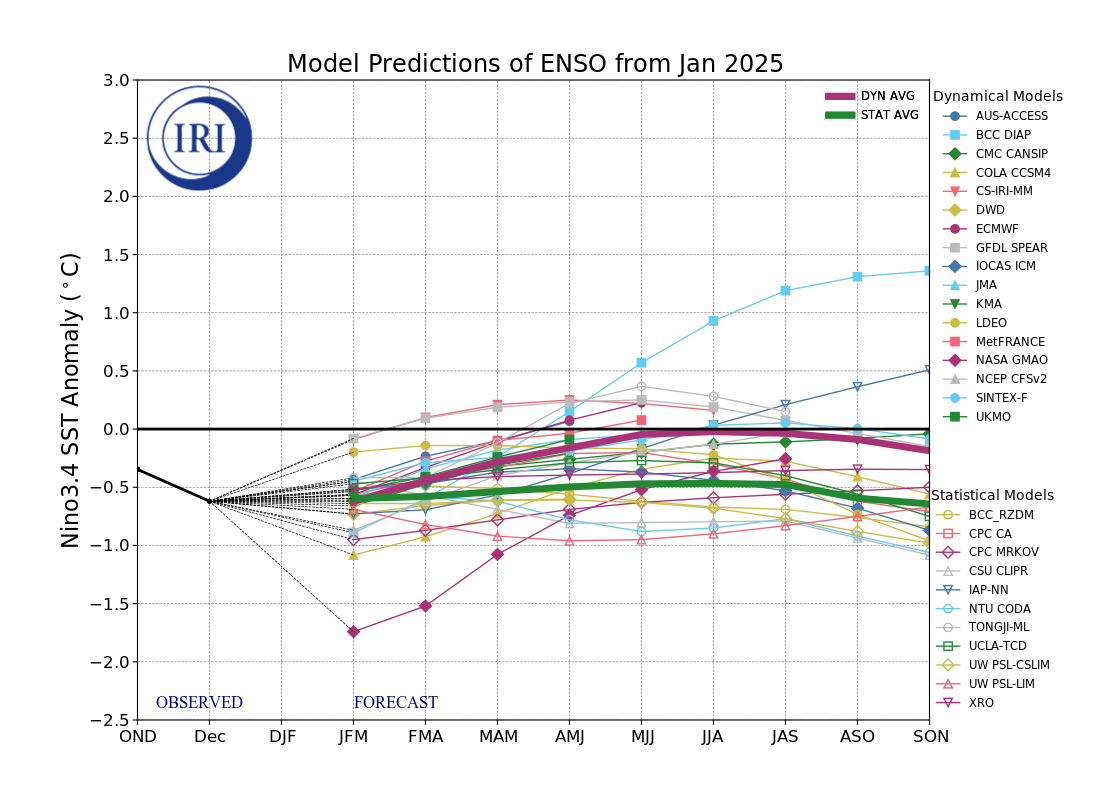 Model Predictions of ENSO from Jan 2025
Nino3.4 SST Anomaly (°C)
3.0
2.5
2.0
1.5
1.0
0.5
0.0
−0.5
−1.0
−1.5
−2.0
−2.5
IRI
DYN AVG
STAT AVG
OBSERVED
FORECAST
OND Dec DJF JFM FMA MAM AMJ MJJ JJA JAS ASO SON
Dynamical Models
AUS-ACCESS
BCC DIAP
CMC CANSIP
COLA CCSM4
CS-IRI-MM
DWD
ECMWF
GFDL SPEAR
IOCAS ICM
JMA
KMA
LDEO
MetFRANCE
NASA GMAO
NCEP CFSv2
SINTEX-F
UKMO
Statistical Models
BCC_RZDM
CPC CA
CPC MRKOV
CSU CLIPR
IAP-NN
NTU CODA
TONGJI-ML
UCLA-TCD
UW PSL-CSLIM
UW PSL-LIM
XRO